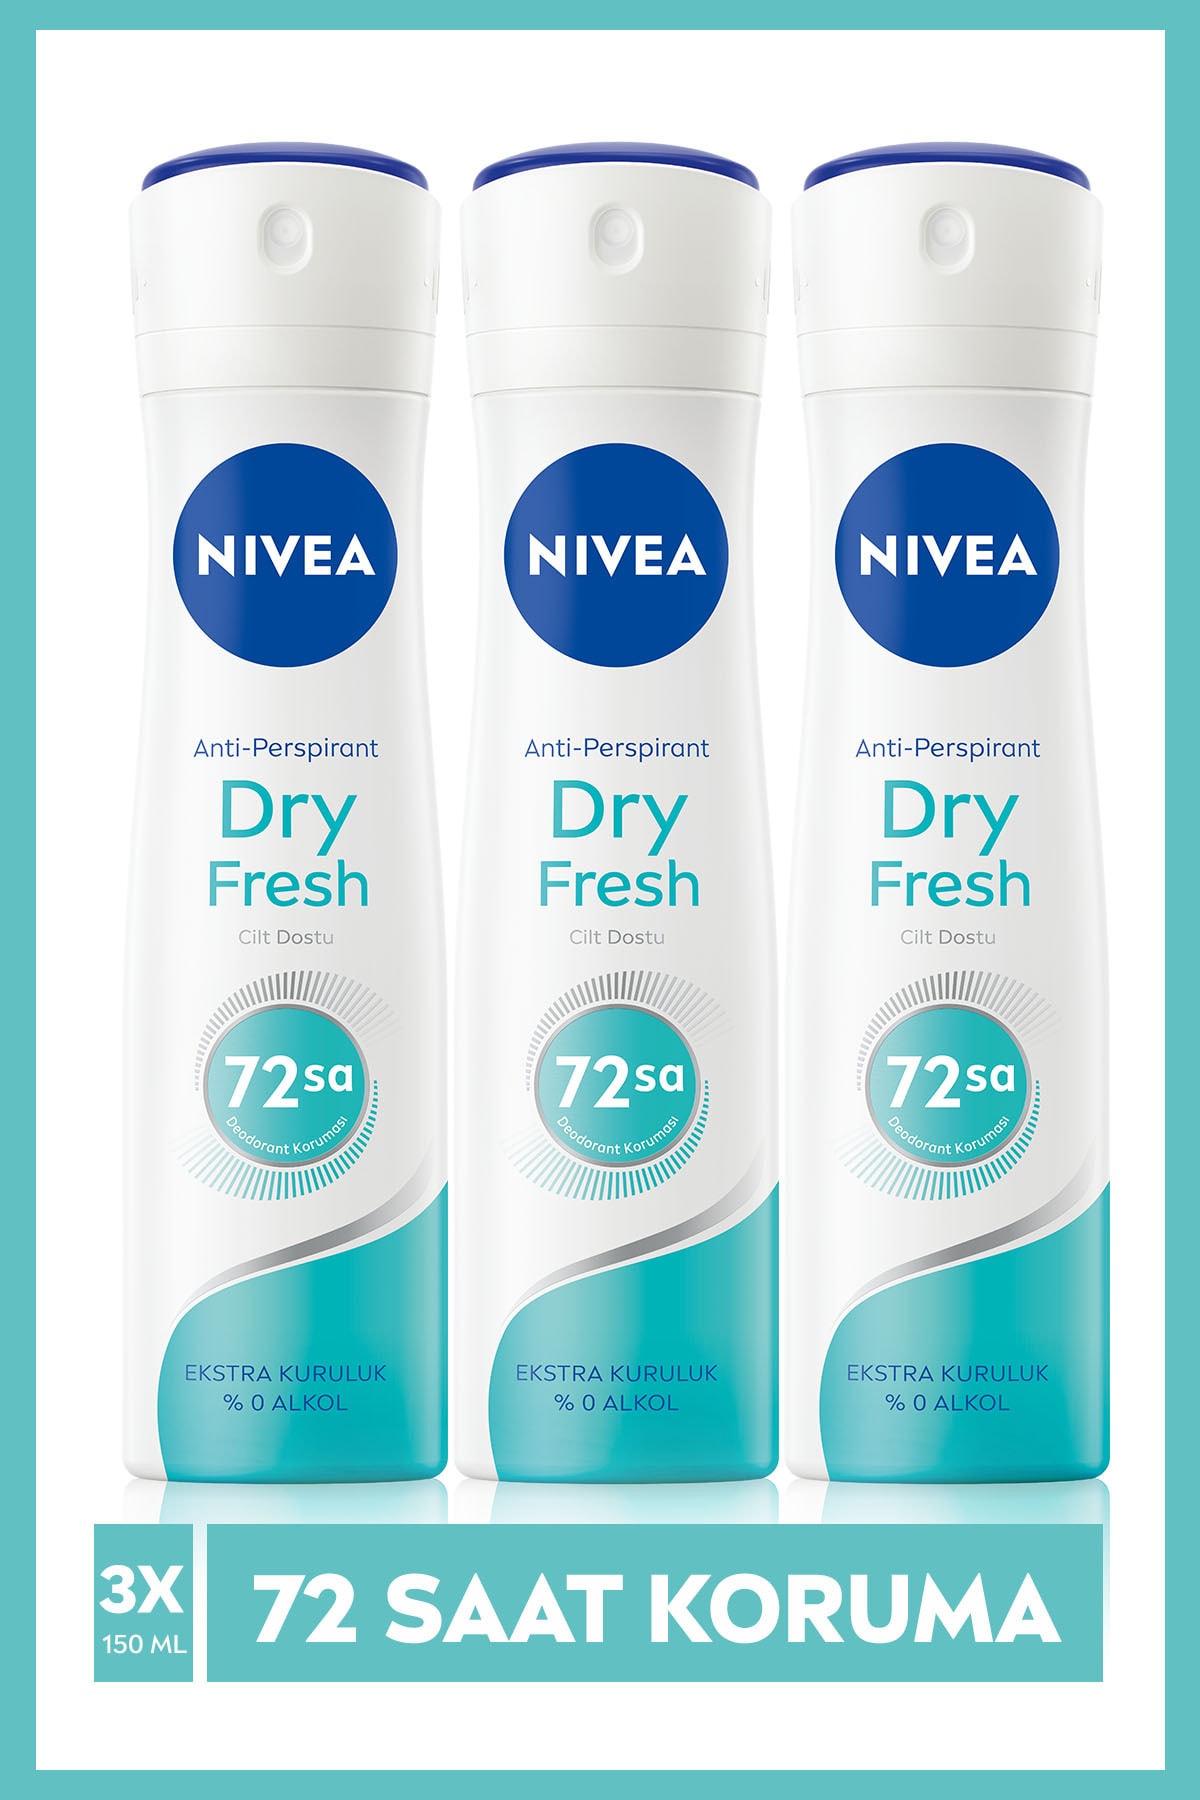 NIVEA
Anti-Perspirant
Dry
Fresh
Cilt Dostu
72sa
Deodorant Koruması
EKSTRA KURULUK
% 0 ALKOL
NIVEA
Anti-Perspirant
Dry
Fresh
Cilt Dostu
72sa
Deodorant Koruması
EKSTRA KURULUK
% 0 ALKOL
NIVEA
Anti-Perspirant
Dry
Fresh
Cilt Dostu
72sa
Deodorant Koruması
EKSTRA KURULUK
% 0 ALKOL
3X
150 ML
72 SAAT KORUMA